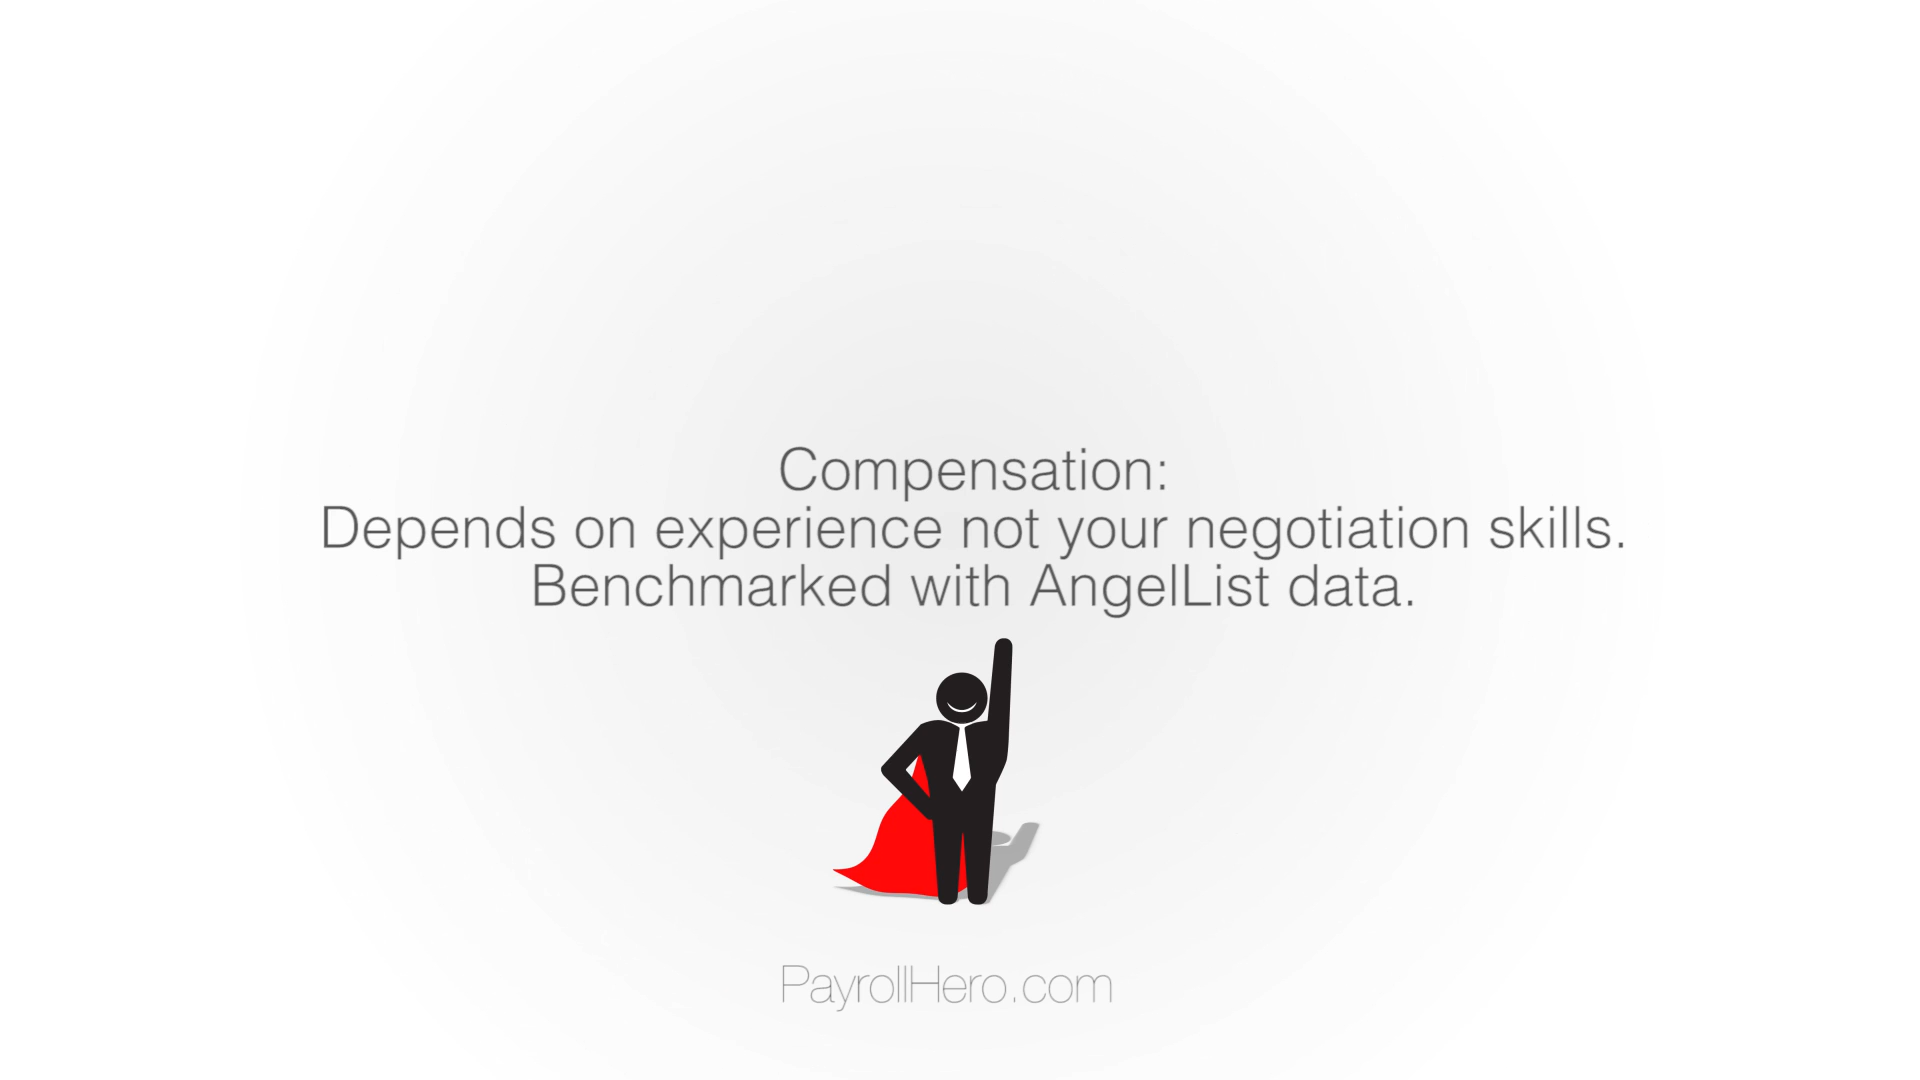 Compensation:
Depends on experience not your negotiation skills.
Benchmarked with AngelList data.
PayrollHero.com